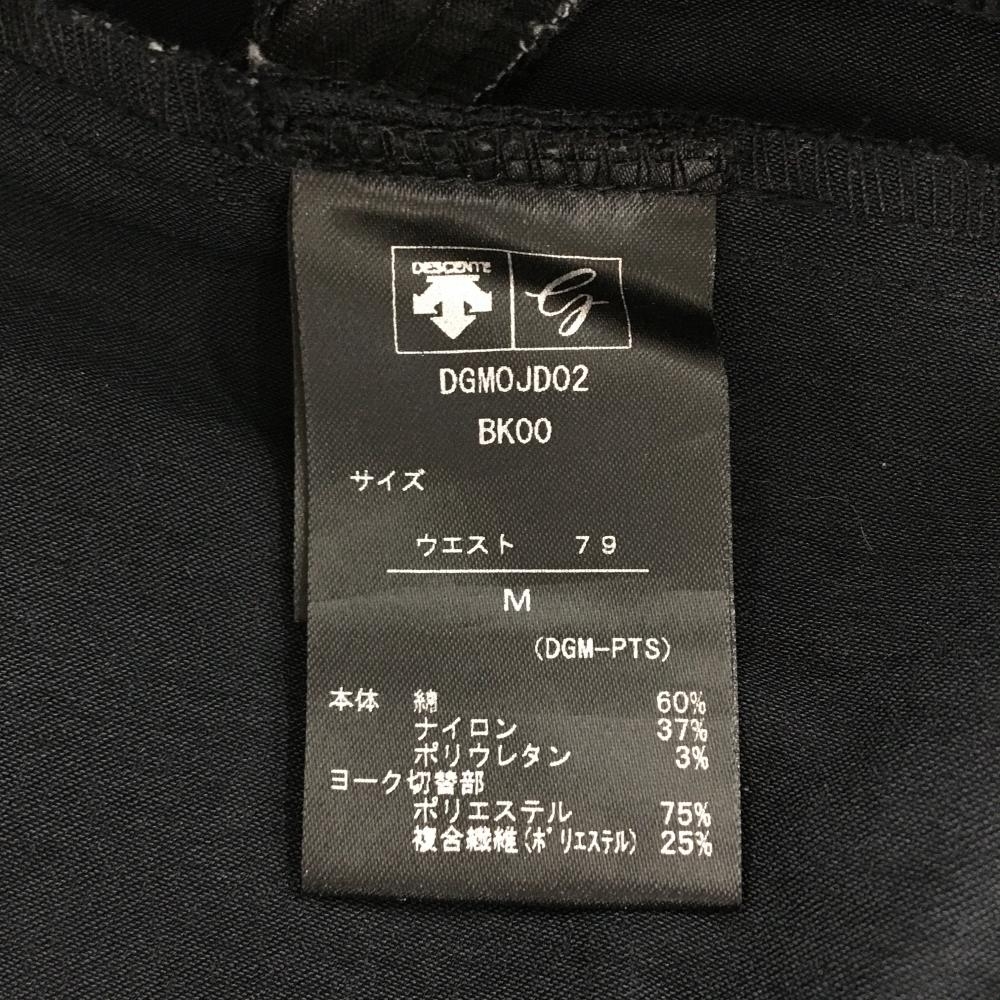 DESCENTE
DGM0JD02
BK00
サイズ
ウエスト 79
M
(DGM-PTS)
本体 綿 60%
ナイロン 37%
ポリウレタン 3%
ヨーク切替部
ポリエステル 75%
複合繊維(ポリエステル) 25%